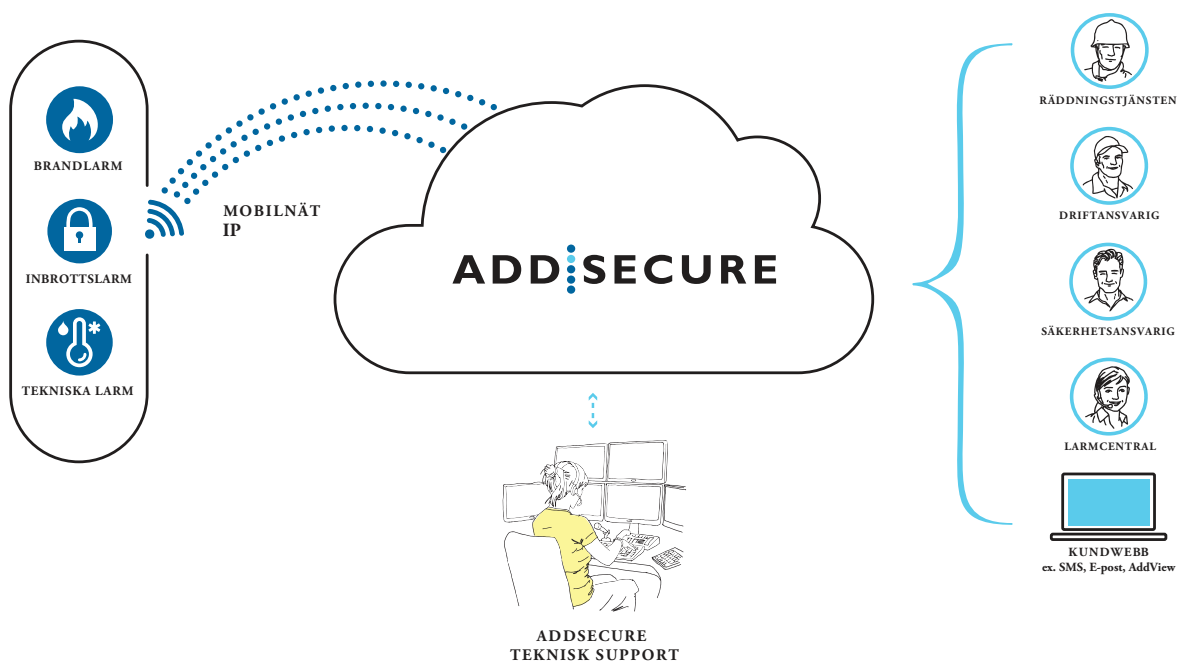 BRANDLARM
INBROTTSLARM
TEKNISKA LARM
MOBILNÄT
IP
ADDSECURE
ADDSECURE
TEKNISK SUPPORT
RÄDDNINGSTJÄNSTEN
DRIFTANSVARIG
SÄKERHETSANSVARIG
LARMCENTRAL
KUNDWEBB
ex. SMS, E-post, AddView